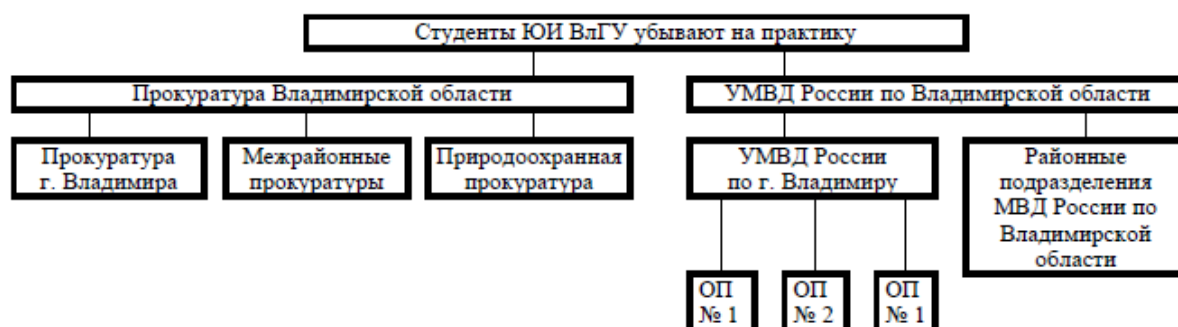 Студенты ЮИ ВлГУ убывают на практику
Прокуратура Владимирской области
УМВД России по Владимирской области
Прокуратура
г. Владимира
Межрайонные
прокуратуры
Природоохранная
прокуратура
УМВД России
по г. Владимиру
Районные
подразделения
МВД России по
Владимирской
области
ОП
№ 1
ОП
№ 2
ОП
№ 1